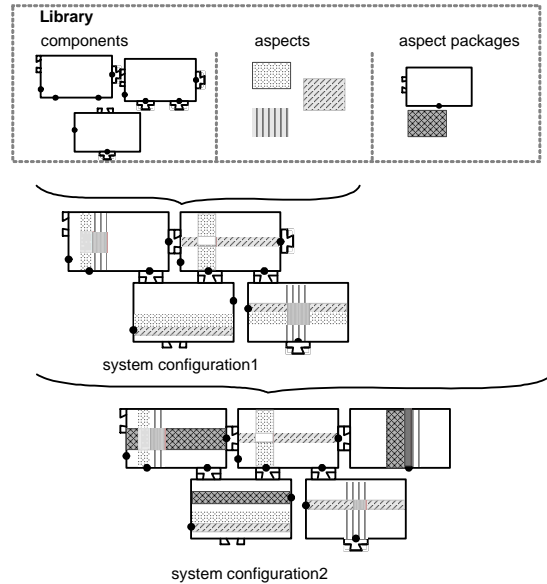 Library
components aspects aspect packages
system configuration1
system configuration2